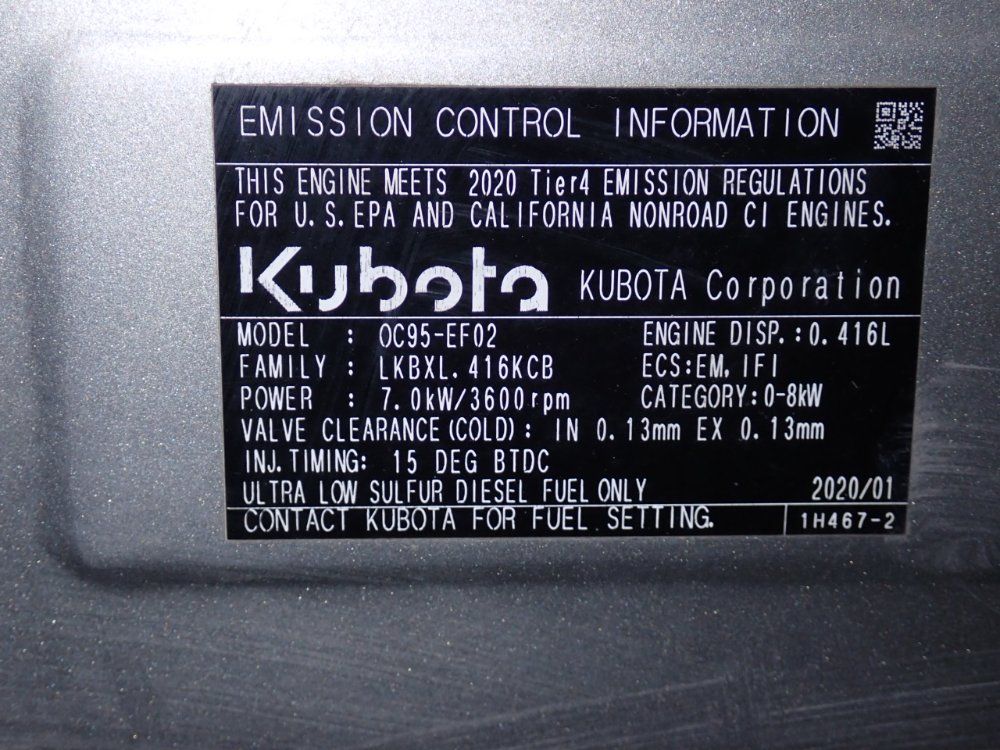 EMISSION CONTROL INFORMATION
THIS ENGINE MEETS 2020 Tier4 EMISSION REGULATIONS
FOR U.S.EPA AND CALIFORNIA NONROAD CI ENGINES.
Kubota KUBOTA Corporation
MODEL : OC95-EF02 ENGINE DISP.:0.416L
FAMILY : LKBXL.416KCB ECS:EM,IFI
POWER : 7.0kW/3600rpm CATEGORY:0-8kW
VALVE CLEARANCE(COLD): IN 0.13mm EX 0.13mm
INJ.TIMING: 15 DEG BTDC
ULTRA LOW SULFUR DIESEL FUEL ONLY 2020/01
CONTACT KUBOTA FOR FUEL SETTING. 1H467-2